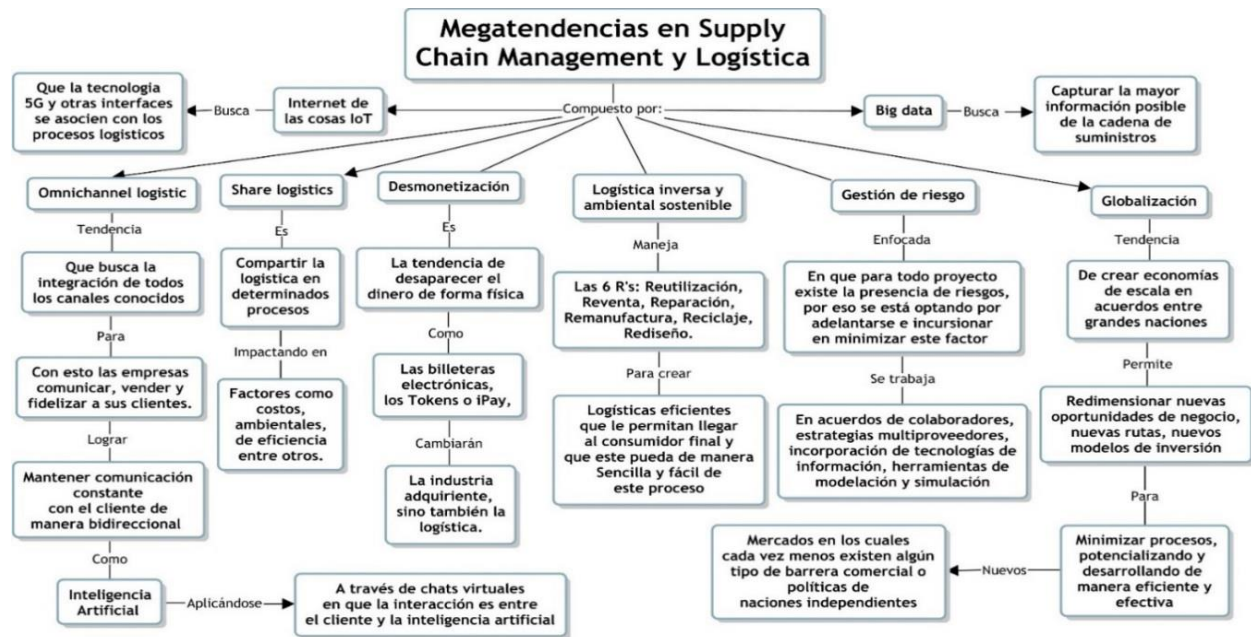 Megatendencias en Supply
Chain Management y Logística
Que la tecnologia
5G y otras interfaces
se asocien con los
procesos logisticos
Busca
Internet de
las cosas IoT
Compuesto por:
Big data
Busca
Capturar la mayor
información posible
de la cadena de
suministros
Omnichannel logistic
Tendencia
Que busca la
integración de todos
los canales conocidos
Para
Con esto las empresas
comunicar, vender y
fidelizar a sus clientes.
Lograr
Mantener comunicación
constante
con el cliente de
manera bidireccional
Como
Inteligencia
Artificial
Aplicándose
A través de chats virtuales
en que la interacción es entre
el cliente y la inteligencia artificial
Share logistics
Es
Compartir la
logistica en
determinados
procesos
Impactando en
Factores como
costos,
ambientales,
de eficiencia
entre otros.
Desmonetización
Es
La tendencia de
desaparecer el
dinero de forma física
Como
Las billeteras
electrónicas,
los Tokens o iPay,
Cambiarán
La industria
adquiriente,
sino también la
logística.
Logística inversa y
ambiental sostenible
Maneja
Las 6 R's: Reutilización,
Reventa, Reparación,
Remanufactura, Reciclaje,
Rediseño.
Para crear
Logísticas eficientes
que le permitan llegar
al consumidor final y
que este pueda de manera
Sencilla y fácil de
este proceso
Gestión de riesgo
Enfocada
En que para todo proyecto
existe la presencia de riesgos,
por eso se está optando por
adelantarse e incursionar
en minimizar este factor
Se trabaja
En acuerdos de colaboradores,
estrategias multiproveedores,
incorporación de tecnologías de
información, herramientas de
modelación y simulación
Globalización
Tendencia
De crear economías
de escala en
acuerdos entre
grandes naciones
Permite
Redimensionar nuevas
oportunidades de negocio,
nuevas rutas, nuevos
modelos de inversión
Para
Minimizar procesos,
potencializando y
desarrollando de
manera eficiente y
efectiva
Nuevos
Mercados en los cuales
cada vez menos existen algún
tipo de barrera comercial o
políticas de
naciones independientes